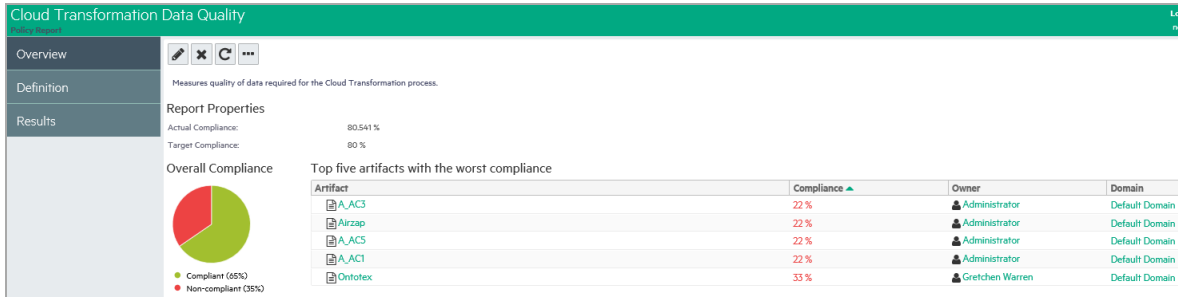 Cloud Transformation Data Quality
Lo
Policy Report
n
Overview
Definition
Results
Measures quality of data required for the Cloud Transformation process.
Report Properties
Actual Compliance: 80.541 %
Target Compliance: 80 %
Overall Compliance
Compliant (65%)
Non-compliant (35%)
Top five artifacts with the worst compliance
Artifact Compliance Owner Domain
A_AC3 22 % Administrator Default Domain
Airzap 22 % Administrator Default Domain
A_AC5 22 % Administrator Default Domain
A_AC1 22 % Administrator Default Domain
Ontotex 33 % Gretchen Warren Default Domain